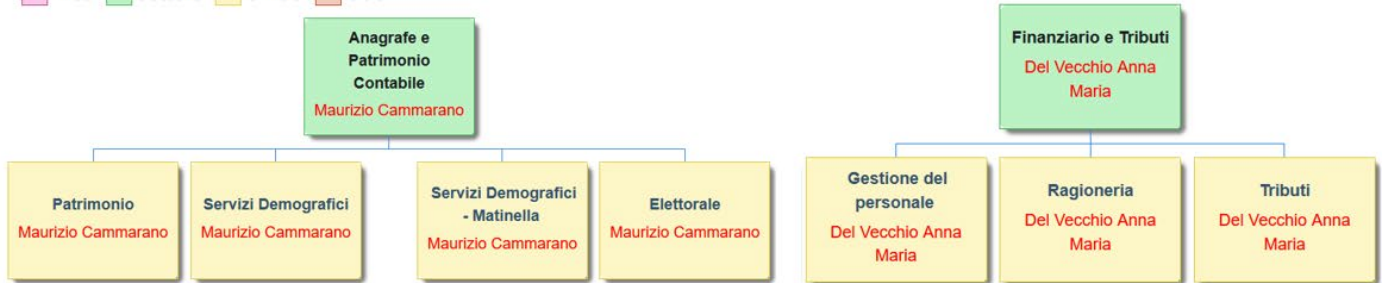 Anagrafe e
Patrimonio
Contabile
Maurizio Cammarano
Finanziario e Tributi
Del Vecchio Anna
Maria
Patrimonio
Maurizio Cammarano
Servizi Demografici
Maurizio Cammarano
Servizi Demografici
- Matinella
Maurizio Cammarano
Elettorale
Maurizio Cammarano
Gestione del
personale
Del Vecchio Anna
Maria
Ragioneria
Del Vecchio Anna
Maria
Tributi
Del Vecchio Anna
Maria